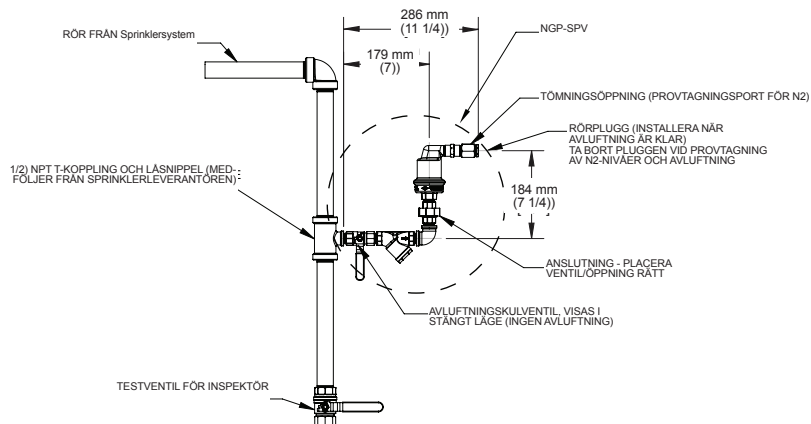 286 mm
(11 1/4))
179 mm
(7))
RÖR FRÅN Sprinklersystem
NGP-SPV
TÖMNINGSÖPPNING (PROVTAGNINGSPORT FÖR N2)
RÖRPLUGG (INSTALLERA NÄR
AVLUFTNING ÄR KLAR)
TA BORT PLUGGEN VID PROVTAGNING
AV N2-NIVÅER OCH AVLUFTNING
1/2) NPT T-KOPPLING OCH LÅSNIPPEL (MED-
FÖLJER FRÅN SPRINKLERLEVERANTÖREN)
184 mm
(7 1/4))
ANSLUTNING - PLACERA
VENTIL/ÖPPNING RÄTT
AVLUFTNINGSKULVENTIL, VISAS I
STÄNGT LÄGE (INGEN AVLUFTNING)
TESTVENTIL FÖR INSPEKTÖR